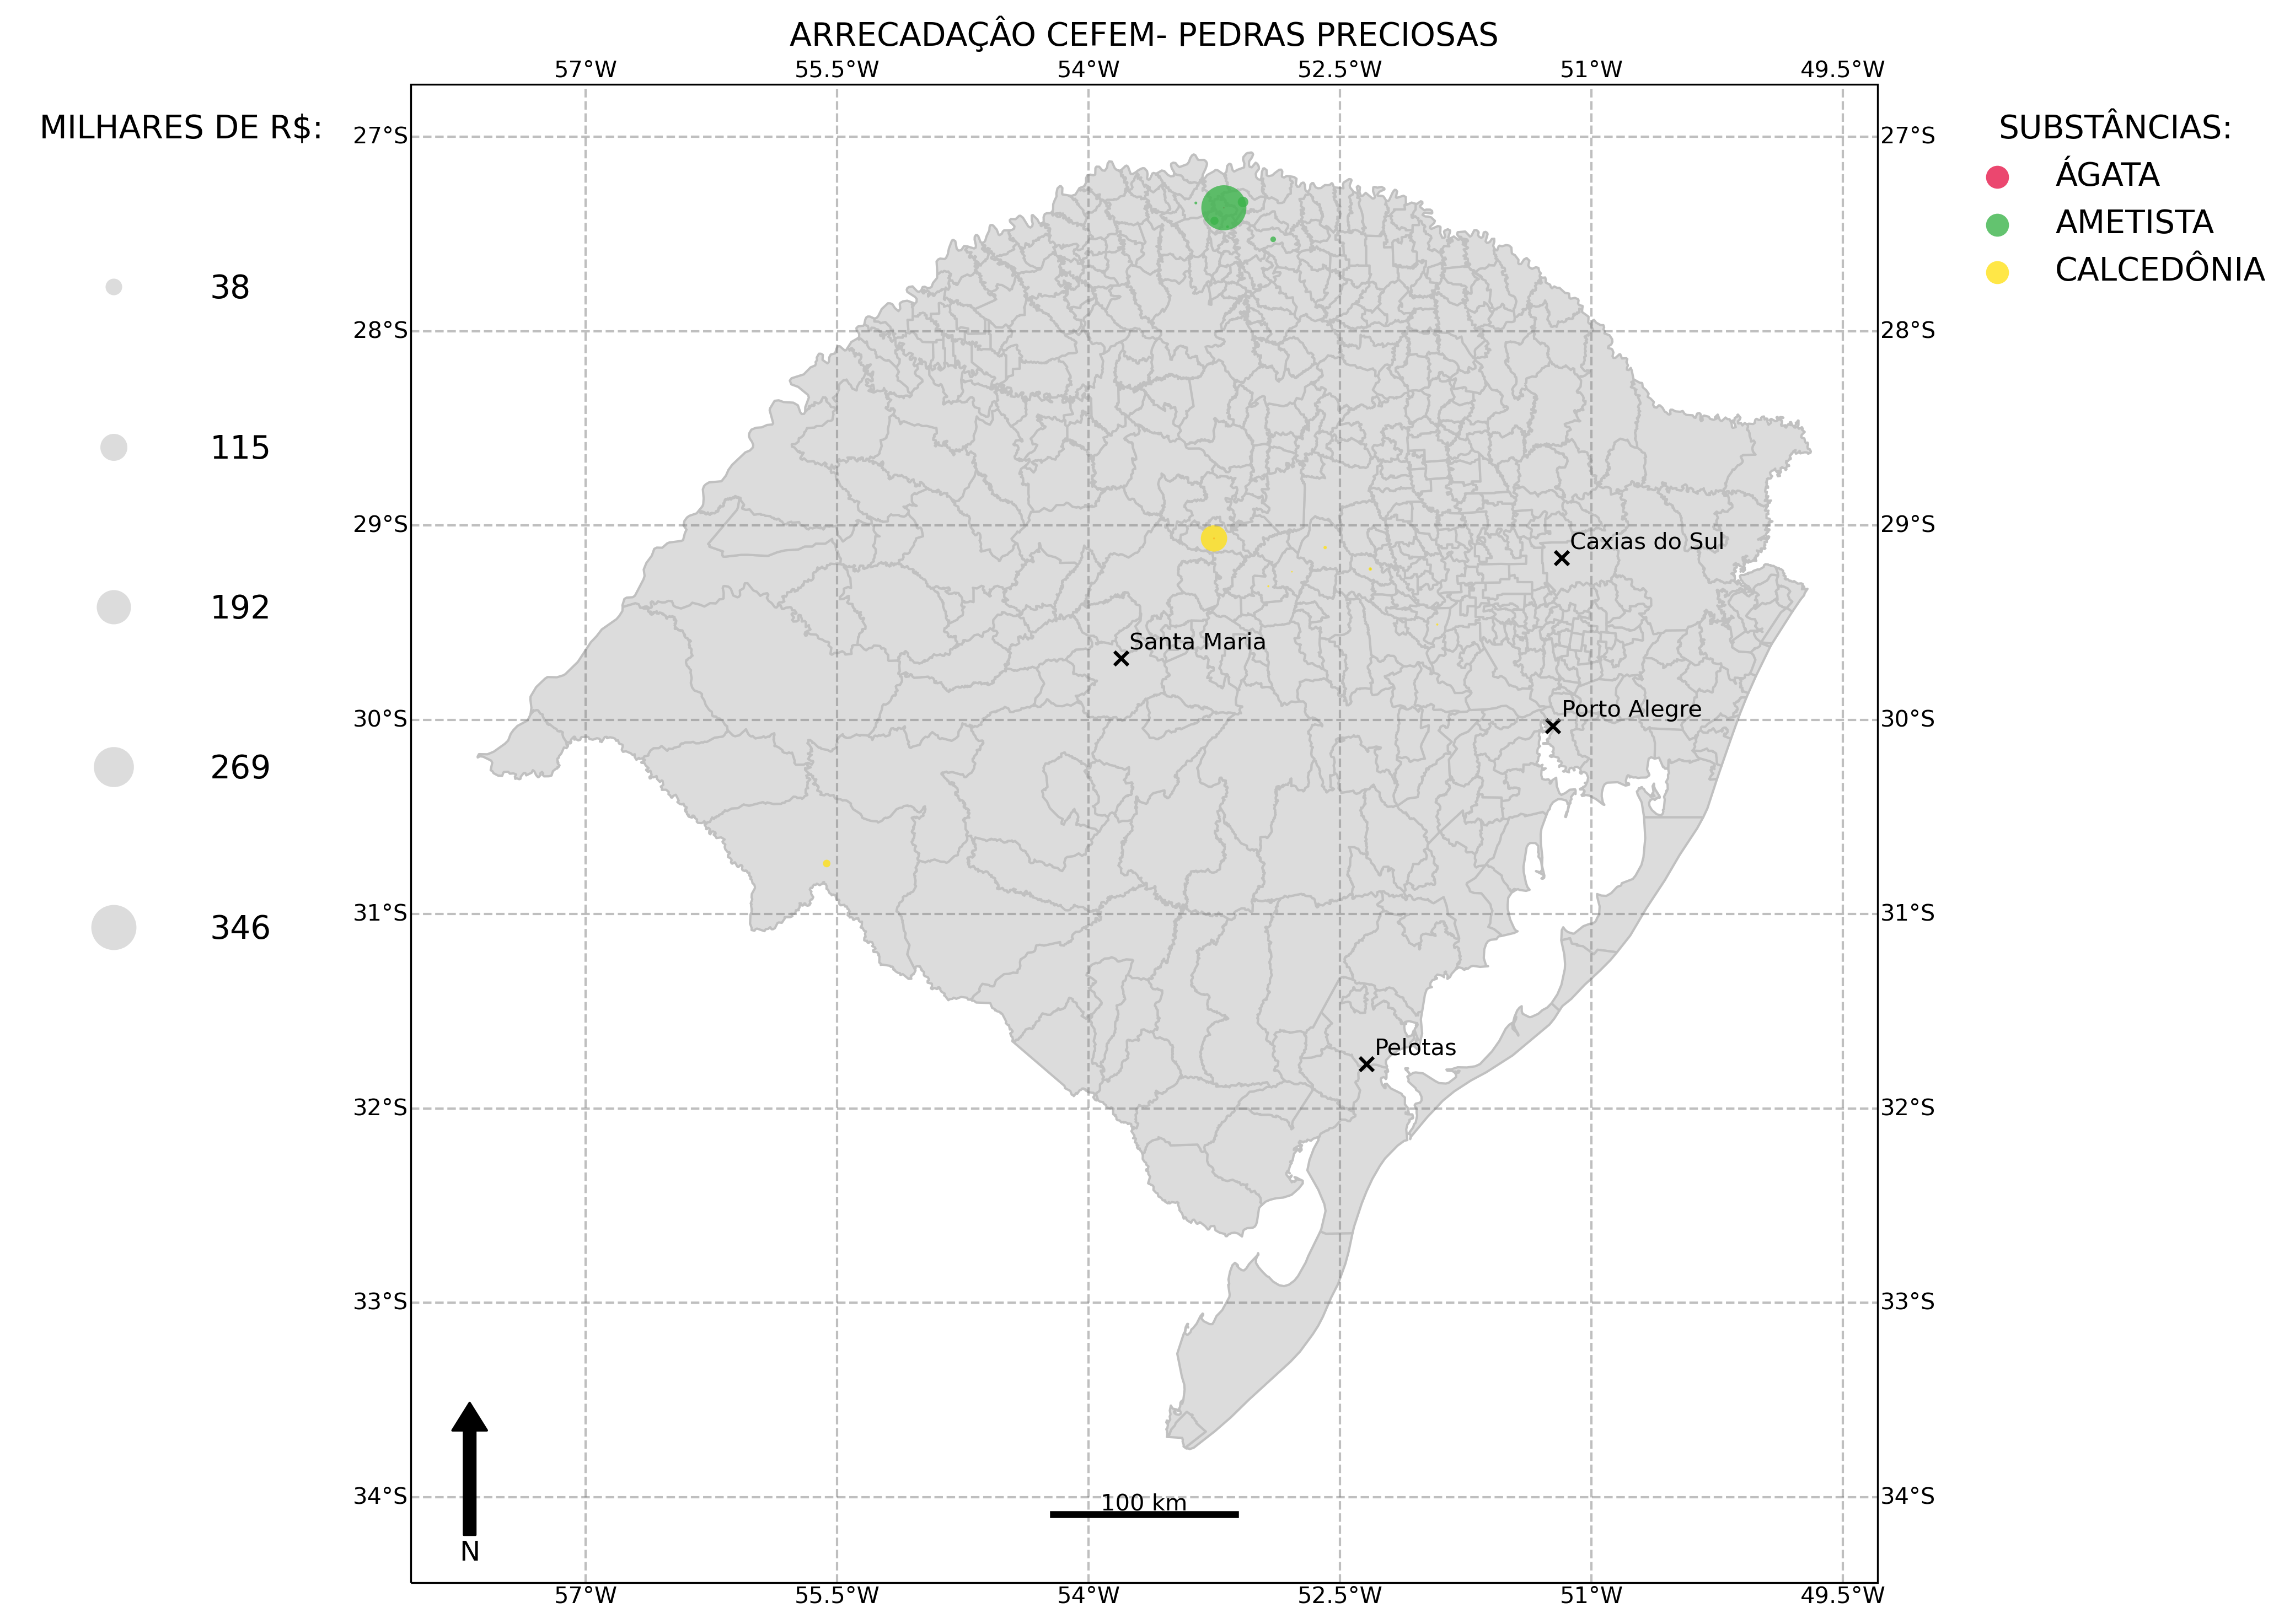 ARRECADAÇÂO CEFEM- PEDRAS PRECIOSAS
57°W 55.5°W 54°W 52.5°W 51°W 49.5°W
MILHARES DE R$:
38
115
192
269
346
27°S 27°S
28°S 28°S
29°S 29°S
30°S 30°S
31°S 31°S
32°S 32°S
33°S 33°S
34°S 34°S
Caxias do Sul
Santa Maria
Porto Alegre
Pelotas
100 km
N
57°W 55.5°W 54°W 52.5°W 51°W 49.5°W
SUBSTÂNCIAS:
ÁGATA
AMETISTA
CALCEDÔNIA